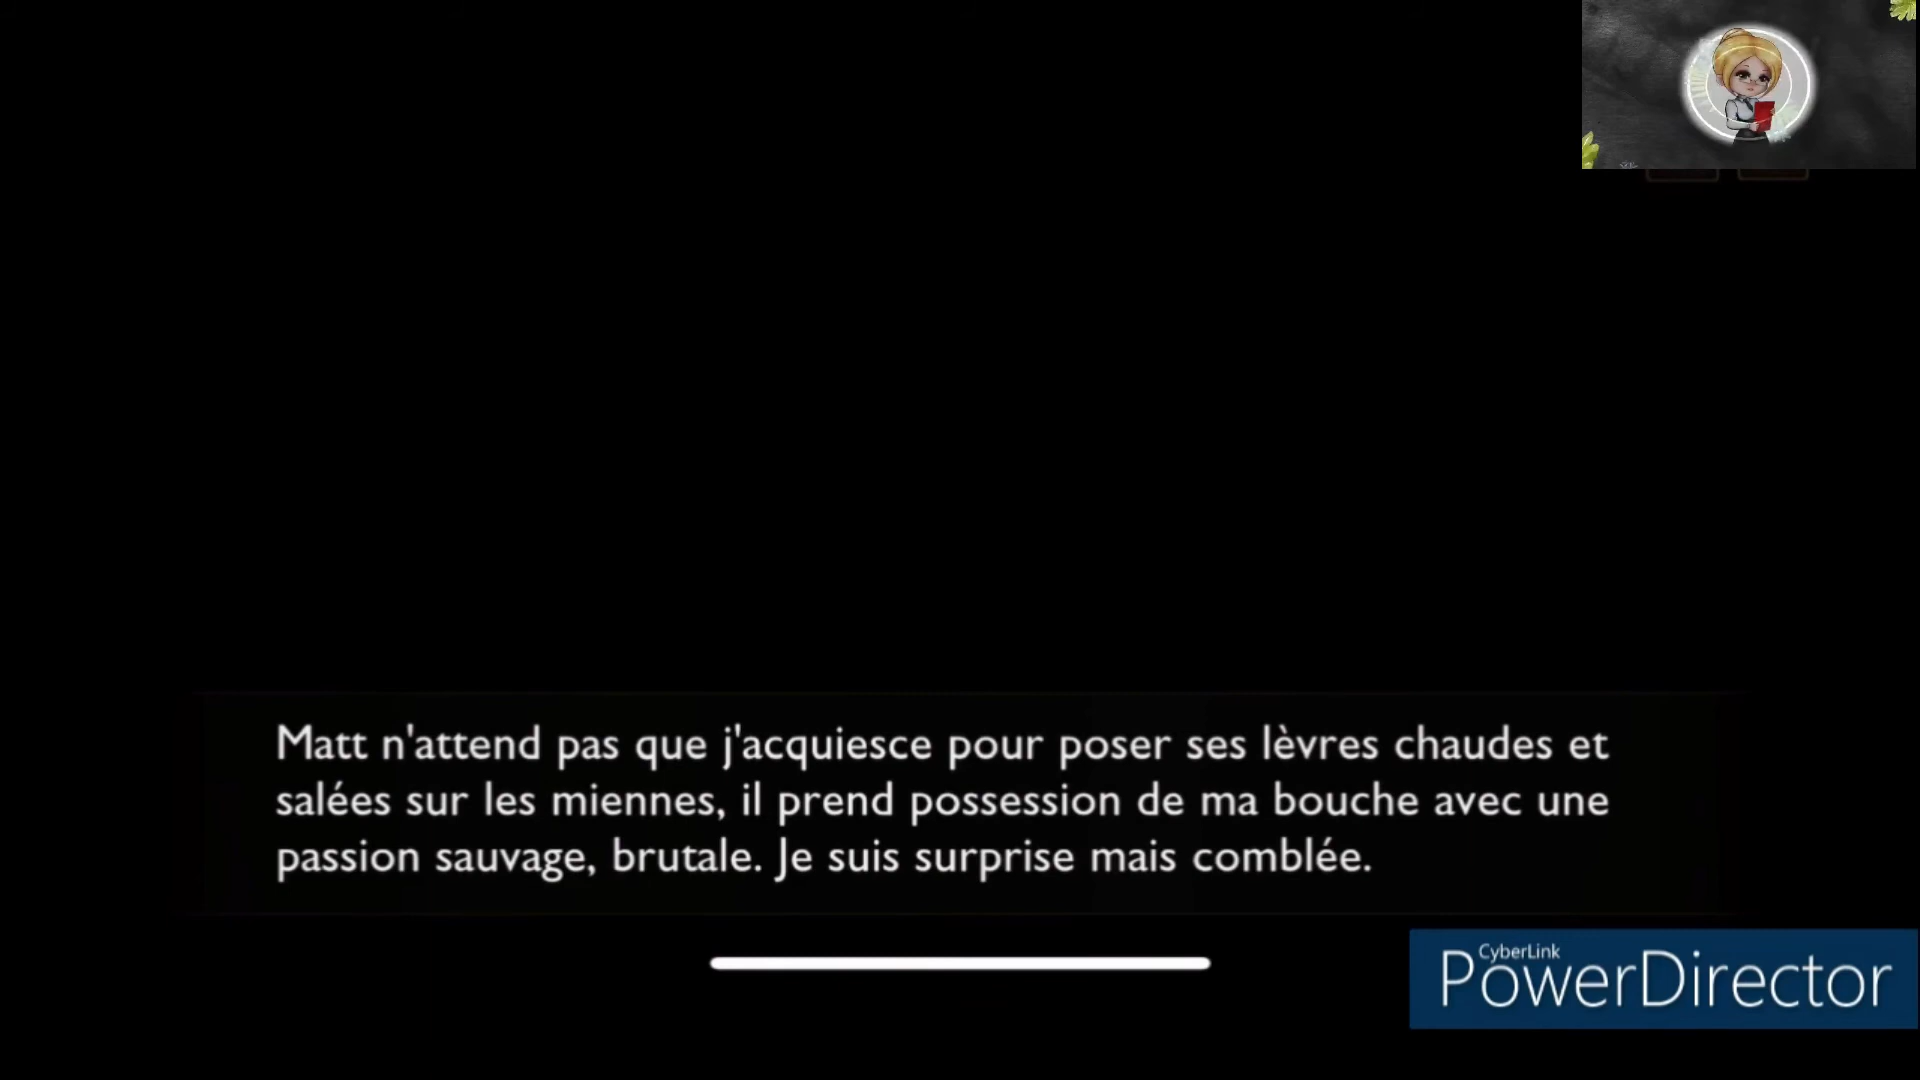 Matt n'attend pas que j'acquiesce pour poser ses lèvres chaudes et
salées sur les miennes, il prend possession de ma bouche avec une
passion sauvage, brutale. Je suis surprise mais comblée.
CyberLink
PowerDirector